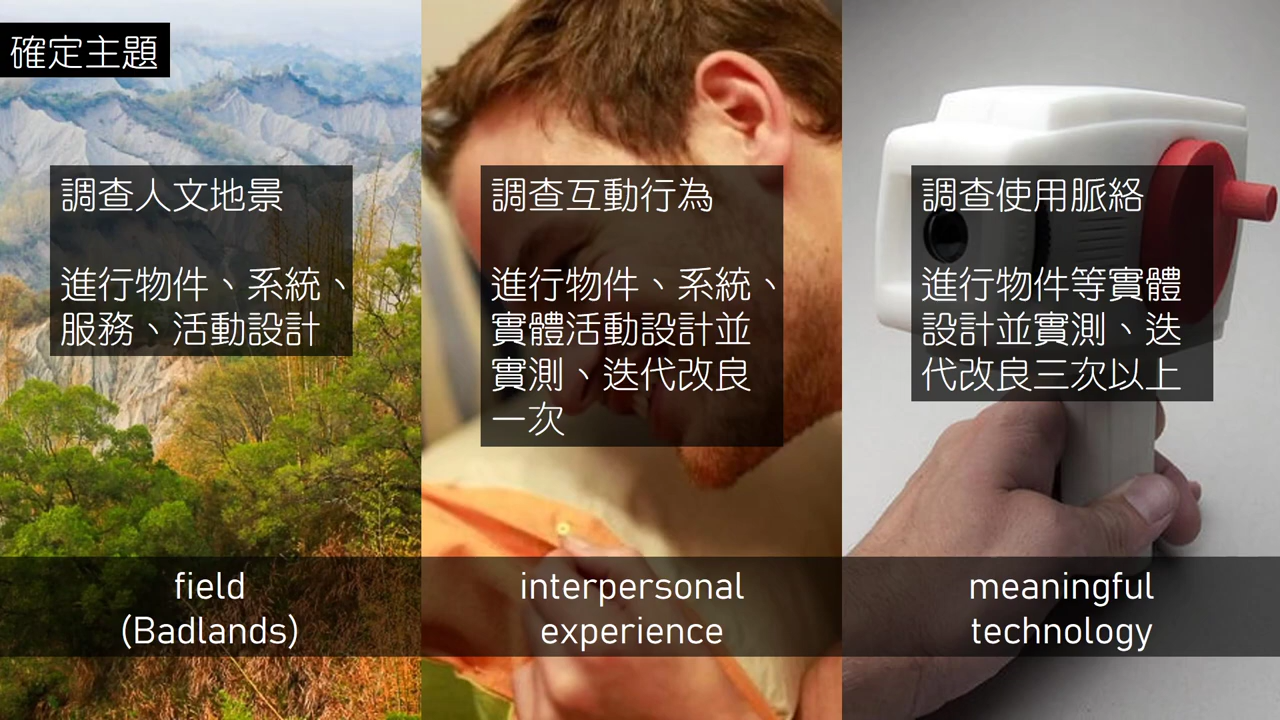 確定主題
調查人文地景
進行物件、系統、
服務、活動設計
field
(Badlands)
調查互動行為
進行物件、系統、
實體活動設計並
實測、迭代改良
一次
interpersonal
experience
調查使用脈絡
進行物件等實體
設計並實測、迭
代改良三次以上
meaningful
technology